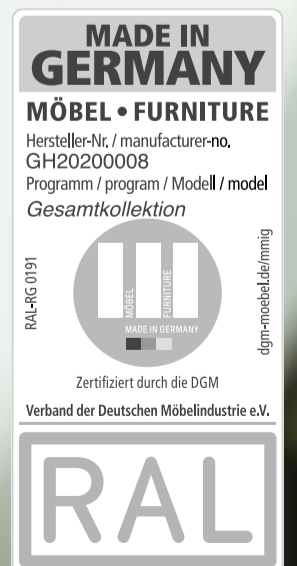 MADE IN
GERMANY
MÖBEL • FURNITURE
Hersteller-Nr. / manufacturer-no.
GH20200008
Programm / program / Modell / model
Gesamtkollektion
RAL-RG 0191
MÖBEL
FURNITURE
MADE IN GERMANY
dgm-moebel.de/mmig
Zertifiziert durch die DGM
Verband der Deutschen Möbelindustrie e.V.
RAL